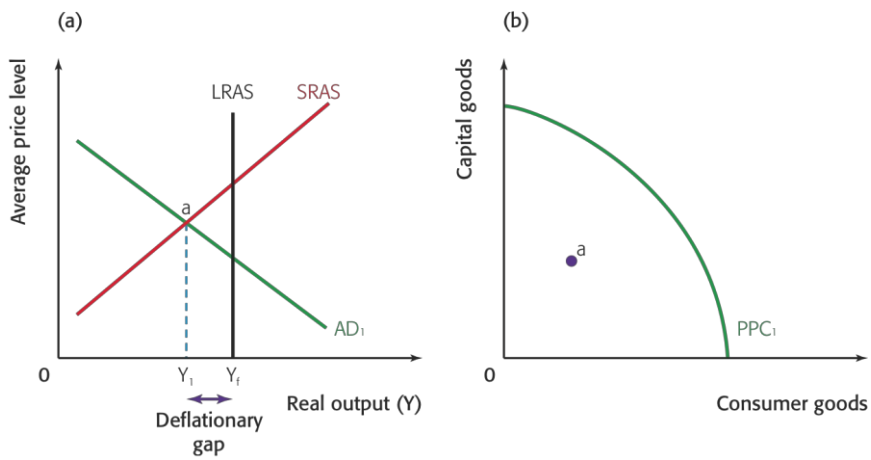 (a)
Average price level
LRAS
SRAS
a
AD₁
0
Y₁
Yf
Real output (Y)
Deflationary
gap
(b)
Capital goods
a
PPC₁
0
Consumer goods